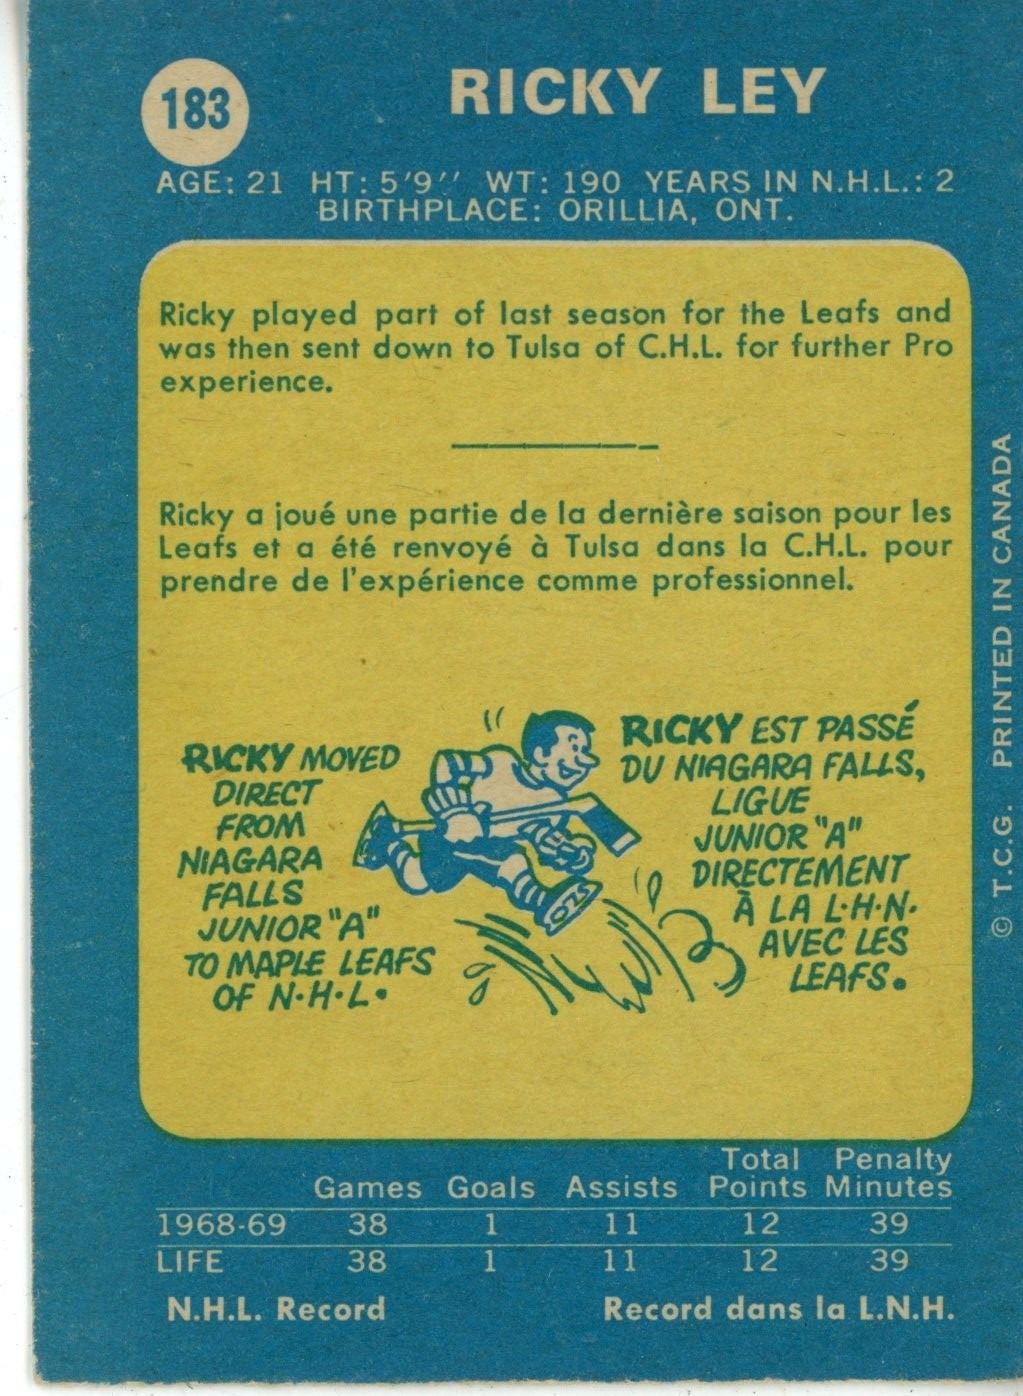 183
RICKY LEY
AGE: 21 HT: 5'9'' WT: 190 YEARS IN N.H.L.: 2
BIRTHPLACE: ORILLIA, ONT.
Ricky played part of last season for the Leafs and
was then sent down to Tulsa of C.H.L. for further Pro
experience.
Ricky a joué une partie de la dernière saison pour les
Leafs et a été renvoyé à Tulsa dans la C.H.L. pour
prendre de l'expérience comme professionnel.
RICKY MOVED
DIRECT
FROM
NIAGARA
FALLS
JUNIOR "A"
TO MAPLE LEAFS
OF N·H·L.
RICKY EST PASSÉ
DU NIAGARA FALLS,
LIGUE
JUNIOR "A"
DIRECTEMENT
À LA L·H·N·
AVEC LES
LEAFS.
Total Penalty
Games Goals Assists Points Minutes
1968-69 38 1 11 12 39
LIFE 38 1 11 12 39
N.H.L. Record Record dans la L.N.H.
© T.C.G. PRINTED IN CANADA